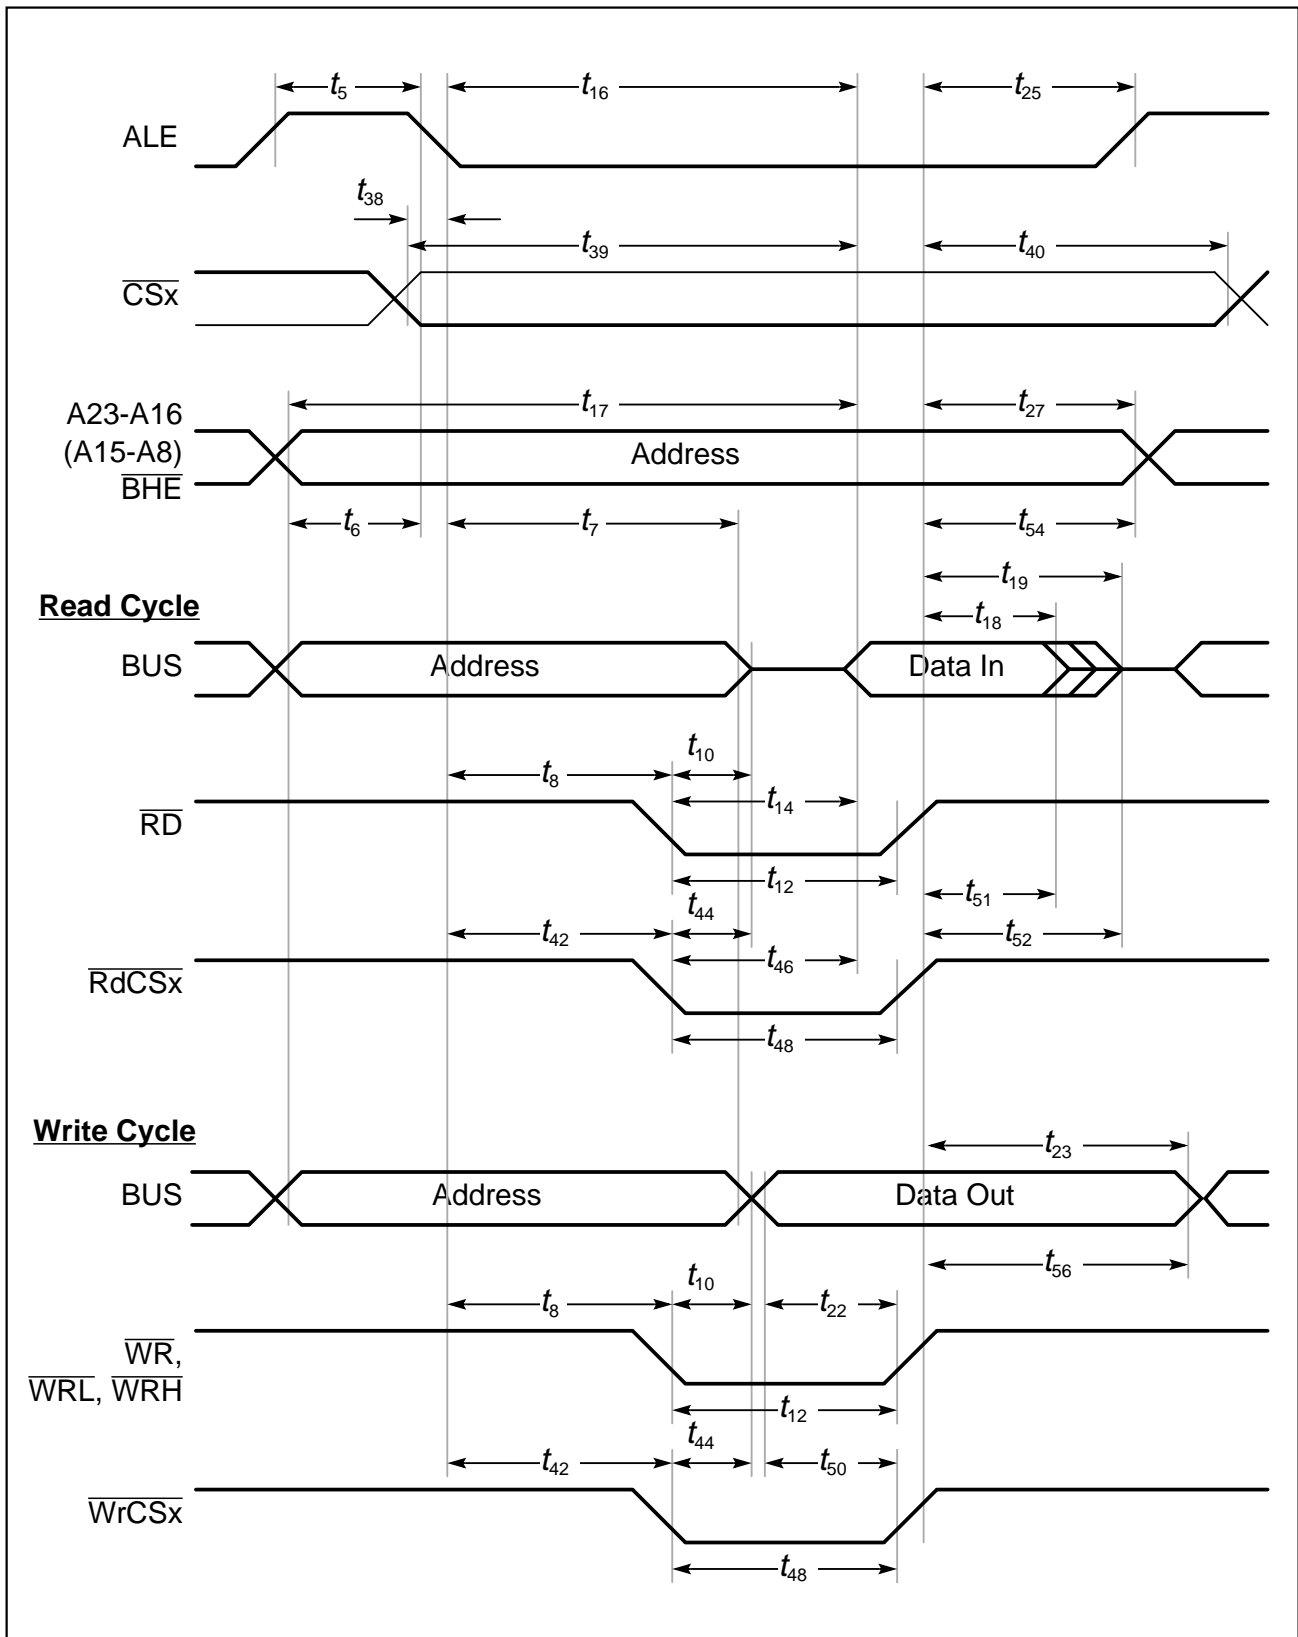 t5 t16 t25
ALE
t38
t39 t40
CSx
t17 t27
A23-A16
(A15-A8) Address
BHE
t6 t7 t54
t19
Read Cycle
t18
BUS Address Data In
t10
t8
t14
RD
t12
t51
t44
t42 t52
t46
RdCSx
t48
Write Cycle
t23
BUS Address Data Out
t56
t10
t8 t22
WR,
WRL, WRH
t12
t44
t42 t50
WrCSx
t48